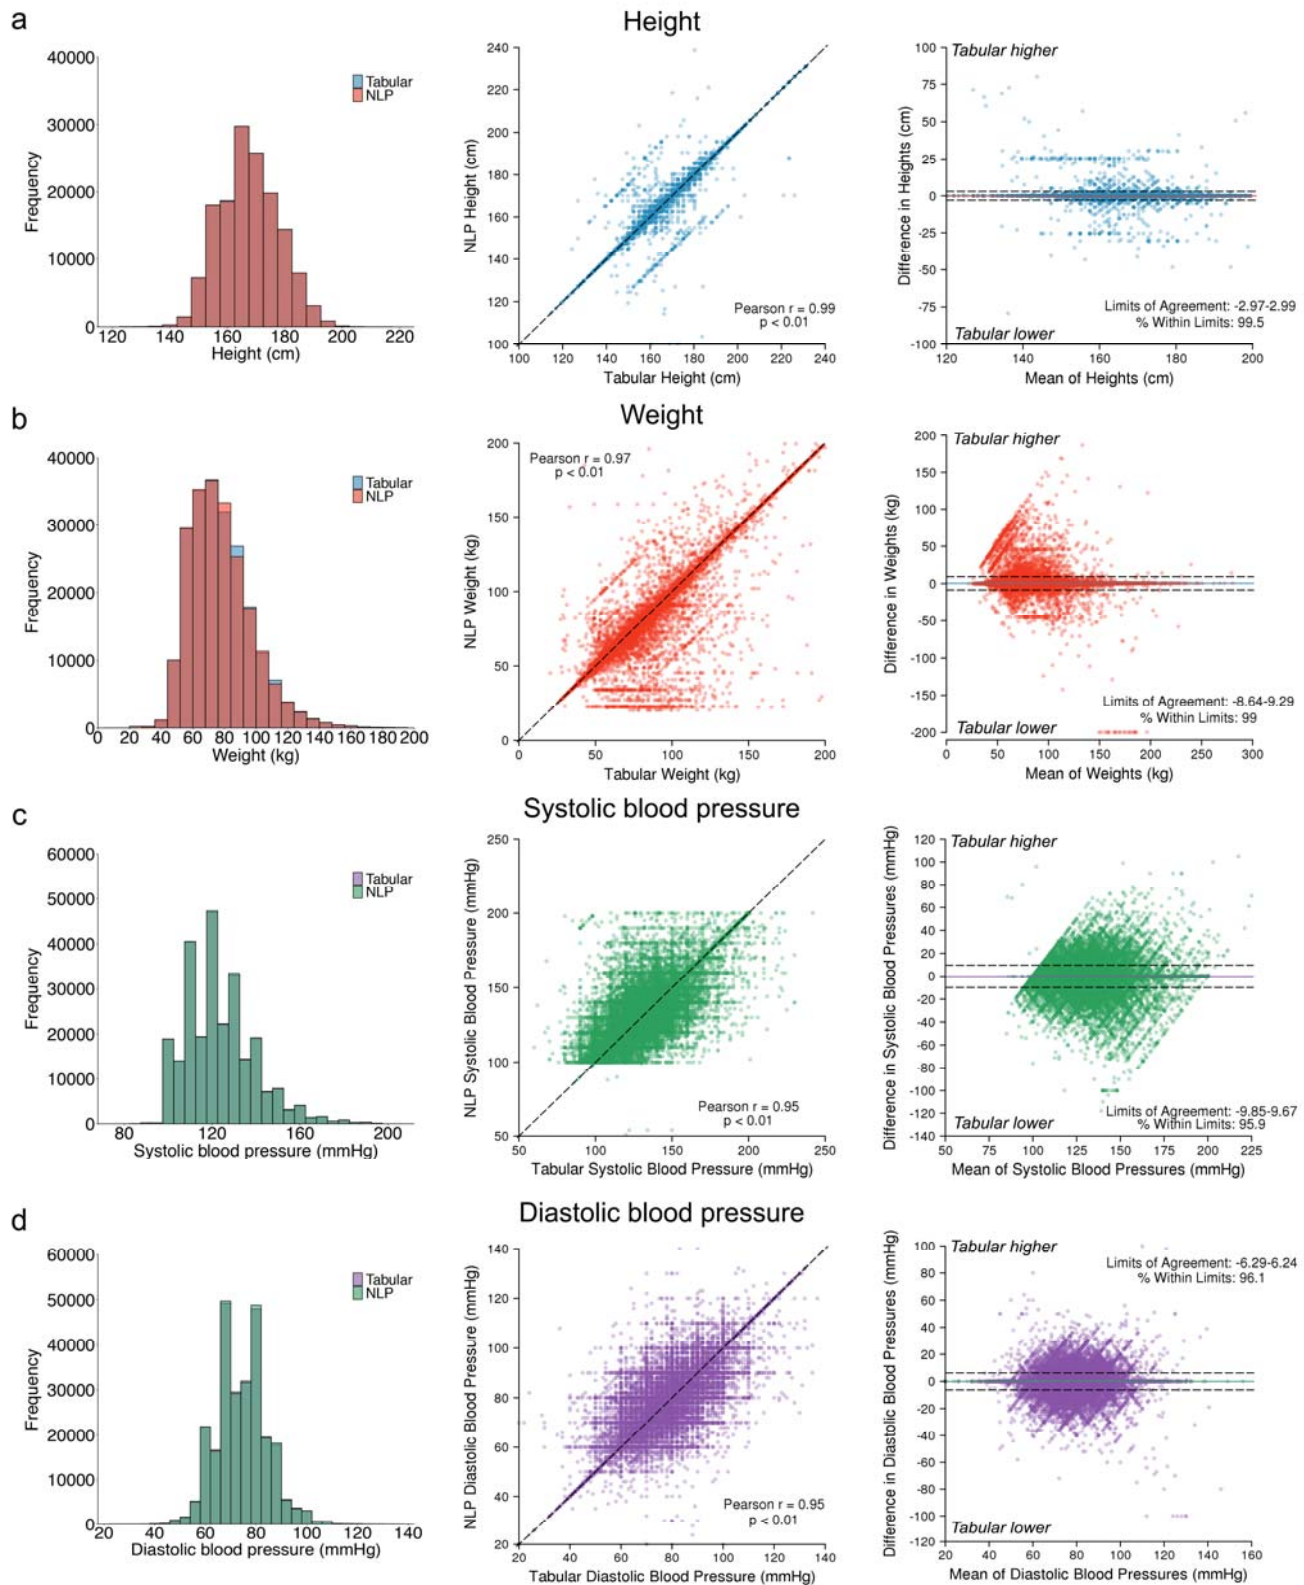 a
Height
40000
30000
20000
10000
0
Frequency
120 140 160 180 200 220
Height (cm)
Tabular
NLP
240
220
200
180
160
140
120
100
NLP Height (cm)
100 120 140 160 180 200 220 240
Tabular Height (cm)
Pearson r = 0.99
p < 0.01
100
75
50
25
0
-25
-50
-75
-100
Difference in Heights (cm)
Tabular higher
Tabular lower
Limits of Agreement: -2.97-2.99
% Within Limits: 99.5
120 140 160 180 200
Mean of Heights (cm)
b
Weight
40000
30000
20000
10000
0
Frequency
0 20 40 60 80 100 120 140 160 180 200
Weight (kg)
Tabular
NLP
200
150
100
50
0
NLP Weight (kg)
0 50 100 150 200
Tabular Weight (kg)
Pearson r = 0.97
p < 0.01
200
150
100
50
0
-50
-100
-150
-200
Difference in Weights (kg)
Tabular higher
Tabular lower
Limits of Agreement: -8.64-9.29
% Within Limits: 99
0 50 100 150 200 250 300
Mean of Weights (kg)
c
Systolic blood pressure
60000
50000
40000
30000
20000
10000
0
Frequency
80 120 160 200
Systolic blood pressure (mmHg)
Tabular
NLP
250
200
150
100
50
NLP Systolic Blood Pressure (mmHg)
50 100 150 200 250
Tabular Systolic Blood Pressure (mmHg)
Pearson r = 0.95
p < 0.01
120
100
80
60
40
20
0
-20
-40
-60
-80
-100
-120
-140
Difference in Systolic Blood Pressures (mmHg)
Tabular higher
Tabular lower
Limits of Agreement: -9.85-9.67
% Within Limits: 95.9
50 75 100 125 150 175 200 225
Mean of Systolic Blood Pressures (mmHg)
d
Diastolic blood pressure
60000
50000
40000
30000
20000
10000
0
Frequency
20 40 60 80 100 120 140
Diastolic blood pressure (mmHg)
Tabular
NLP
140
120
100
80
60
40
20
NLP Diastolic Blood Pressure (mmHg)
20 40 60 80 100 120 140
Tabular Diastolic Blood Pressure (mmHg)
Pearson r = 0.95
p < 0.01
100
80
60
40
20
0
-20
-40
-60
-80
-100
-120
Difference in Diastolic Blood Pressures (mmHg)
Tabular higher
Tabular lower
Limits of Agreement: -6.29-6.24
% Within Limits: 96.1
20 40 60 80 100 120 140 160
Mean of Diastolic Blood Pressures (mmHg)